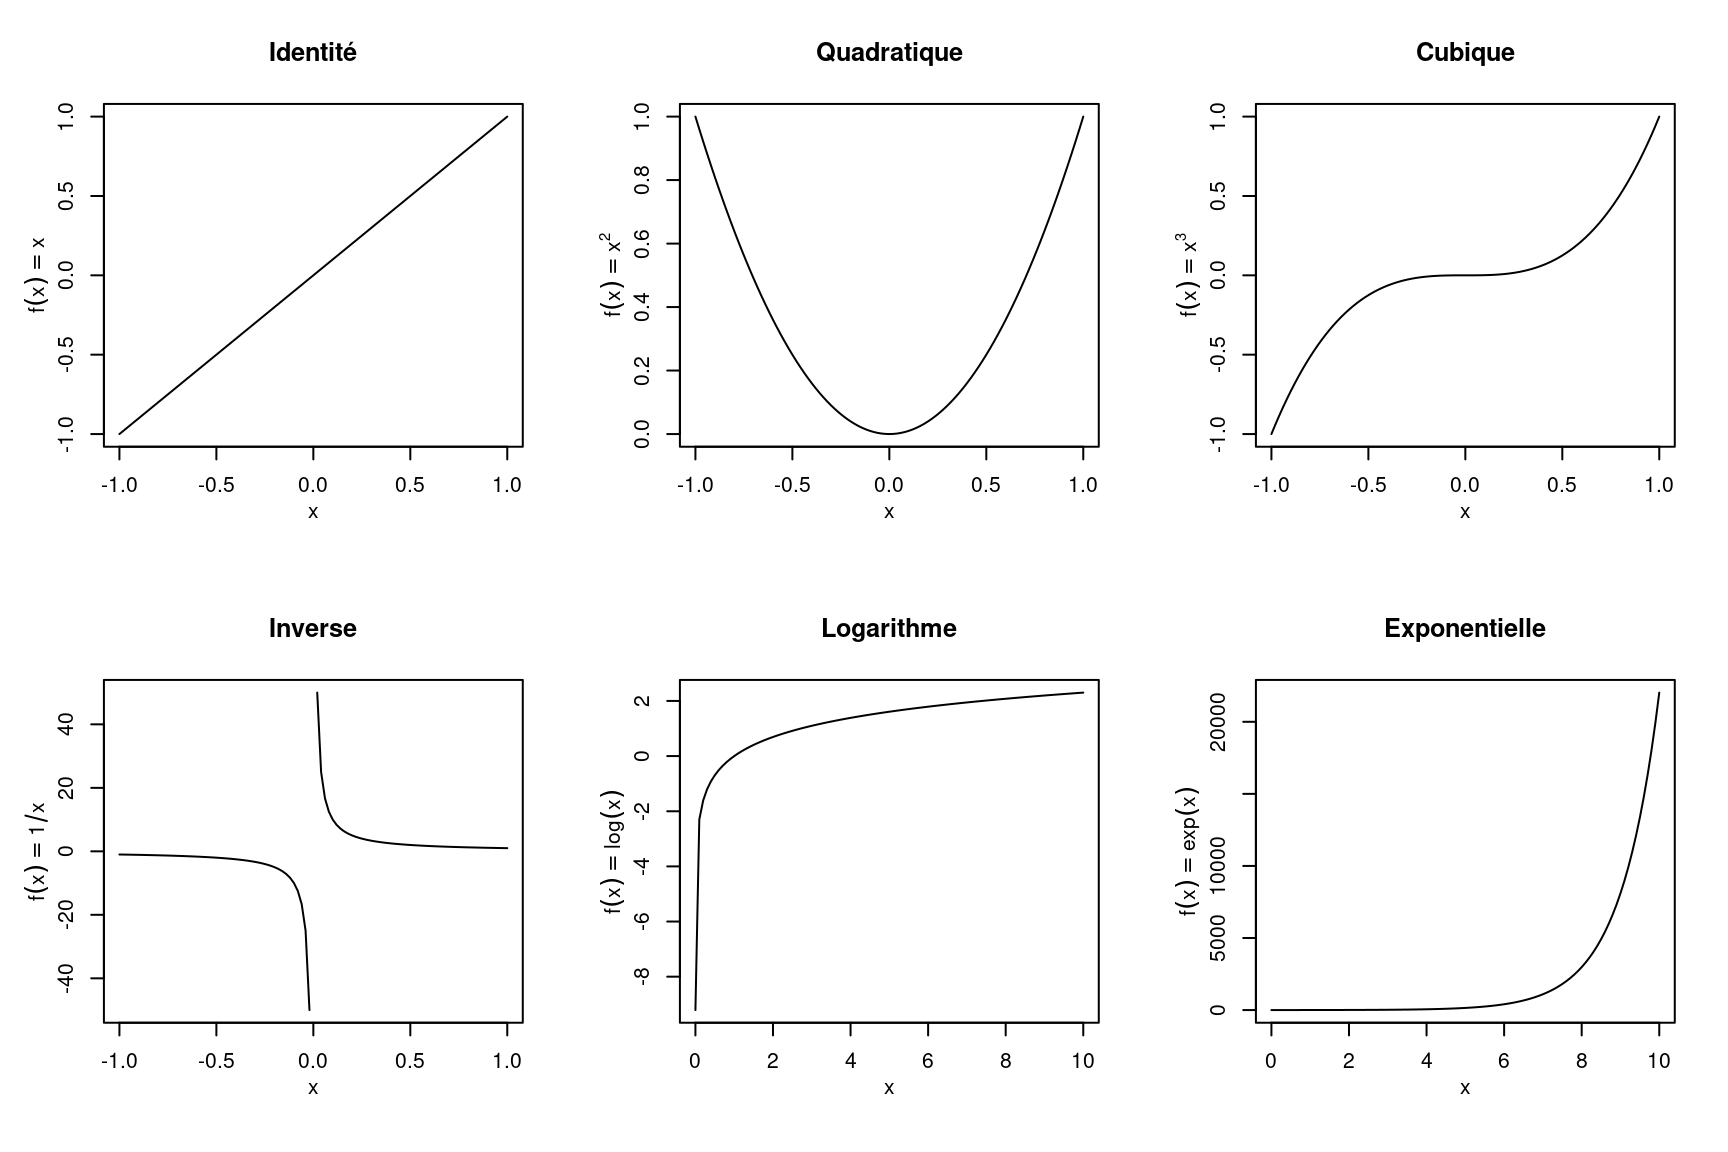 Identité
f(x) = x
1.0
0.5
0.0
-0.5
-1.0
-1.0 -0.5 0.0 0.5 1.0
x
Quadratique
f(x) = x²
1.0
0.8
0.6
0.4
0.2
0.0
-1.0 -0.5 0.0 0.5 1.0
x
Cubique
f(x) = x³
1.0
0.5
0.0
-0.5
-1.0
-1.0 -0.5 0.0 0.5 1.0
x
Inverse
f(x) = 1/x
40
20
0
-20
-40
-1.0 -0.5 0.0 0.5 1.0
x
Logarithme
f(x) = log(x)
2
0
-2
-4
-6
-8
0 2 4 6 8 10
x
Exponentielle
f(x) = exp(x)
20000
10000
5000
0
0 2 4 6 8 10
x